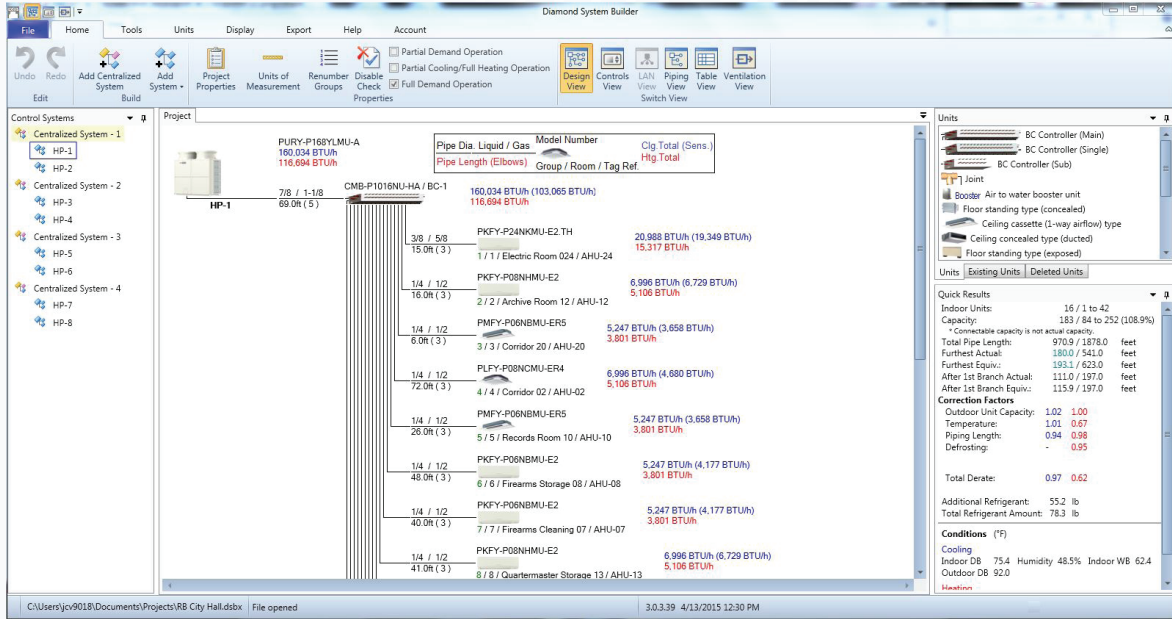 Diamond System Builder
File Home Tools Units Display Export Help Account
Undo Redo
Edit
Add Centralized System
Add System
Build
Project Properties
Units of Measurement
Renumber Groups
Disable Check
Partial Demand Operation
Partial Cooling/Full Heating Operation
Full Demand Operation
Properties
Design View
Controls View
LAN View
Piping View
Table View
Ventilation View
Switch View
Control Systems
Centralized System - 1
HP-1
HP-2
Centralized System - 2
HP-3
HP-4
Centralized System - 3
HP-5
HP-6
Centralized System - 4
HP-7
HP-8
Project
PURY-P168YLMU-A
160,034 BTU/h
116,694 BTU/h
HP-1
Pipe Dia. Liquid / Gas Model Number Clg.Total (Sens.)
Pipe Length (Elbows) Group / Room / Tag Ref. Htg.Total
7/8 / 1-1/8
69.0ft ( 5 )
CMB-P1016NU-HA / BC-1
160,034 BTU/h (103,065 BTU/h)
116,694 BTU/h
3/8 / 5/8
15.0ft ( 3 )
PKFY-P24NKMU-E2.TH
1 / 1 / Electric Room 024 / AHU-24
20,988 BTU/h (19,349 BTU/h)
15,317 BTU/h
1/4 / 1/2
16.0ft ( 3 )
PKFY-P08NHMU-E2
2 / 2 / Archive Room 12 / AHU-12
6,996 BTU/h (6,729 BTU/h)
5,106 BTU/h
1/4 / 1/2
6.0ft ( 3 )
PMFY-P06NBMU-ER5
3 / 3 / Corridor 20 / AHU-20
5,247 BTU/h (3,658 BTU/h)
3,801 BTU/h
1/4 / 1/2
72.0ft ( 3 )
PLFY-P08NCMU-ER4
4 / 4 / Corridor 02 / AHU-02
6,996 BTU/h (4,680 BTU/h)
5,106 BTU/h
1/4 / 1/2
26.0ft ( 3 )
PMFY-P06NBMU-ER5
5 / 5 / Records Room 10 / AHU-10
5,247 BTU/h (3,658 BTU/h)
3,801 BTU/h
1/4 / 1/2
48.0ft ( 3 )
PKFY-P06NBMU-E2
6 / 6 / Firearms Storage 08 / AHU-08
5,247 BTU/h (4,177 BTU/h)
3,801 BTU/h
1/4 / 1/2
40.0ft ( 3 )
PKFY-P06NBMU-E2
7 / 7 / Firearms Cleaning 07 / AHU-07
5,247 BTU/h (4,177 BTU/h)
3,801 BTU/h
1/4 / 1/2
41.0ft ( 3 )
PKFY-P08NHMU-E2
8 / 8 / Quartermaster Storage 13 / AHU-13
6,996 BTU/h (6,729 BTU/h)
5,106 BTU/h
Units
BC Controller (Main)
BC Controller (Single)
BC Controller (Sub)
Joint
Booster Air to water booster unit
Floor standing type (concealed)
Ceiling cassette (1-way airflow) type
Ceiling concealed type (ducted)
Floor standing type (exposed)
Units Existing Units Deleted Units
Quick Results
Indoor Units: 16 / 1 to 42
Capacity: 183 / 84 to 252 (108.9%)
* Connectable capacity is not actual capacity.
Total Pipe Length: 970.9 / 1878.0 feet
Furthest Actual: 180.0 / 541.0 feet
Furthest Equiv.: 193.1 / 623.0 feet
After 1st Branch Actual: 111.0 / 197.0 feet
After 1st Branch Equiv.: 115.9 / 197.0 feet
Correction Factors
Outdoor Unit Capacity: 1.02 1.00
Temperature: 1.01 0.67
Piping Length: 0.94 0.98
Defrosting: - 0.95
Total Derate: 0.97 0.62
Additional Refrigerant: 55.2 lb
Total Refrigerant Amount: 78.3 lb
Conditions (°F)
Cooling
Indoor DB 75.4 Humidity 48.5% Indoor WB 62.4
Outdoor DB 92.0
Heating
C:\Users\jcv9018\Documents\Projects\RB City Hall.dsbx File opened 3.0.3.39 4/13/2015 12:30 PM